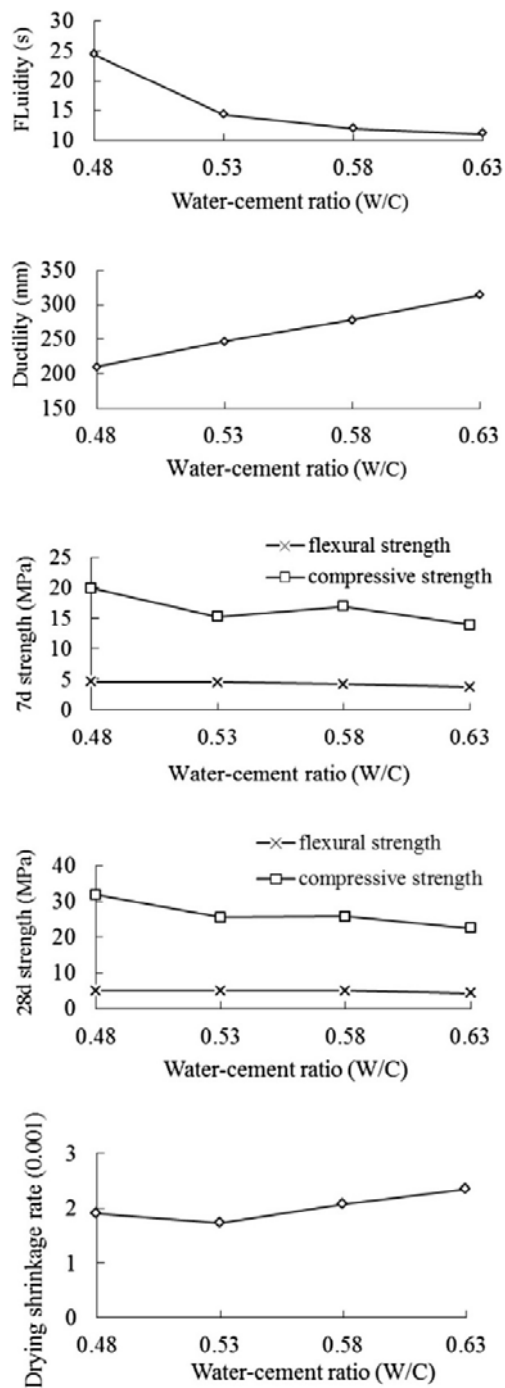 FLuidity (s)
30
25
20
15
10
0.48 0.53 0.58 0.63
Water-cement ratio (W/C)
Ductility (mm)
350
300
250
200
150
0.48 0.53 0.58 0.63
Water-cement ratio (W/C)
7d strength (MPa)
flexural strength
compressive strength
25
20
15
10
5
0
0.48 0.53 0.58 0.63
Water-cement ratio (W/C)
28d strength (MPa)
flexural strength
compressive strength
40
30
20
10
0
0.48 0.53 0.58 0.63
Water-cement ratio (W/C)
Drying shrinkage rate (0.001)
3
2
1
0
0.48 0.53 0.58 0.63
Water-cement ratio (W/C)